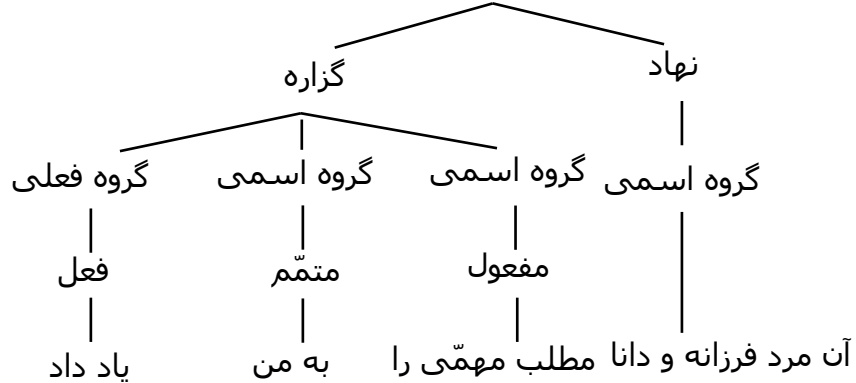 نهاد
گزاره
گروه اسمی
گروه اسمی
گروه اسمی
گروه فعلی
مفعول
متمّم
فعل
آن مرد فرزانه و دانا
مطلب مهمّی را
به من
یاد داد